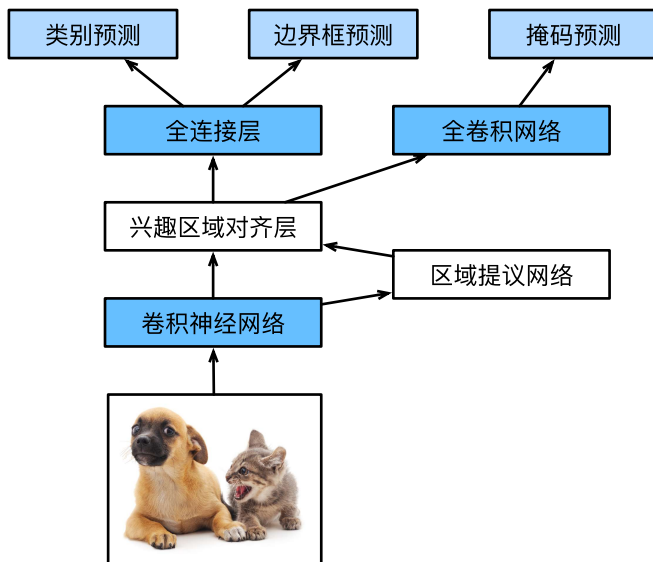 类别预测
边界框预测
掩码预测
全连接层
全卷积网络
兴趣区域对齐层
区域提议网络
卷积神经网络